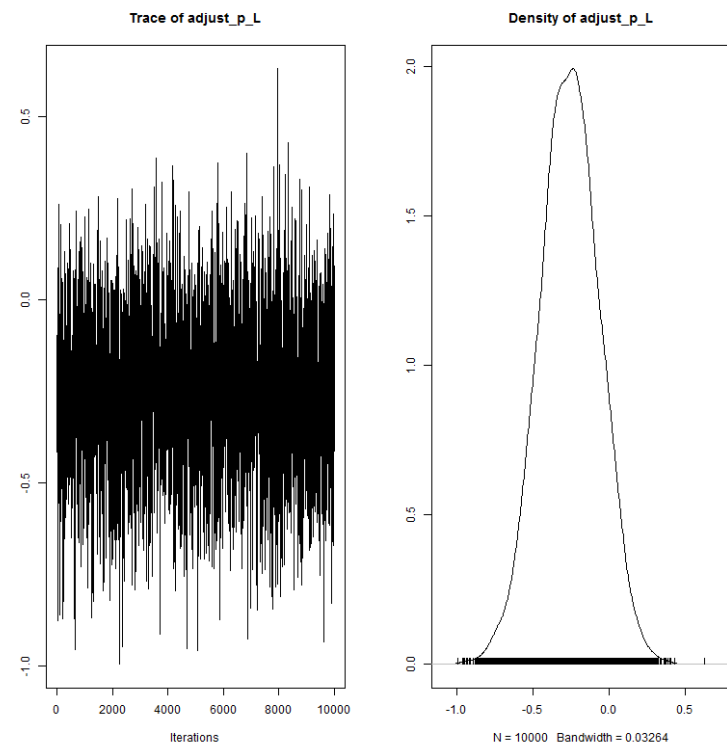 Trace of adjust_p_L
0.5
0.0
-0.5
-1.0
0 2000 4000 6000 8000 10000
Iterations
Density of adjust_p_L
2.0
1.5
1.0
0.5
0.0
-1.0 -0.5 0.0 0.5
N = 10000 Bandwidth = 0.03264